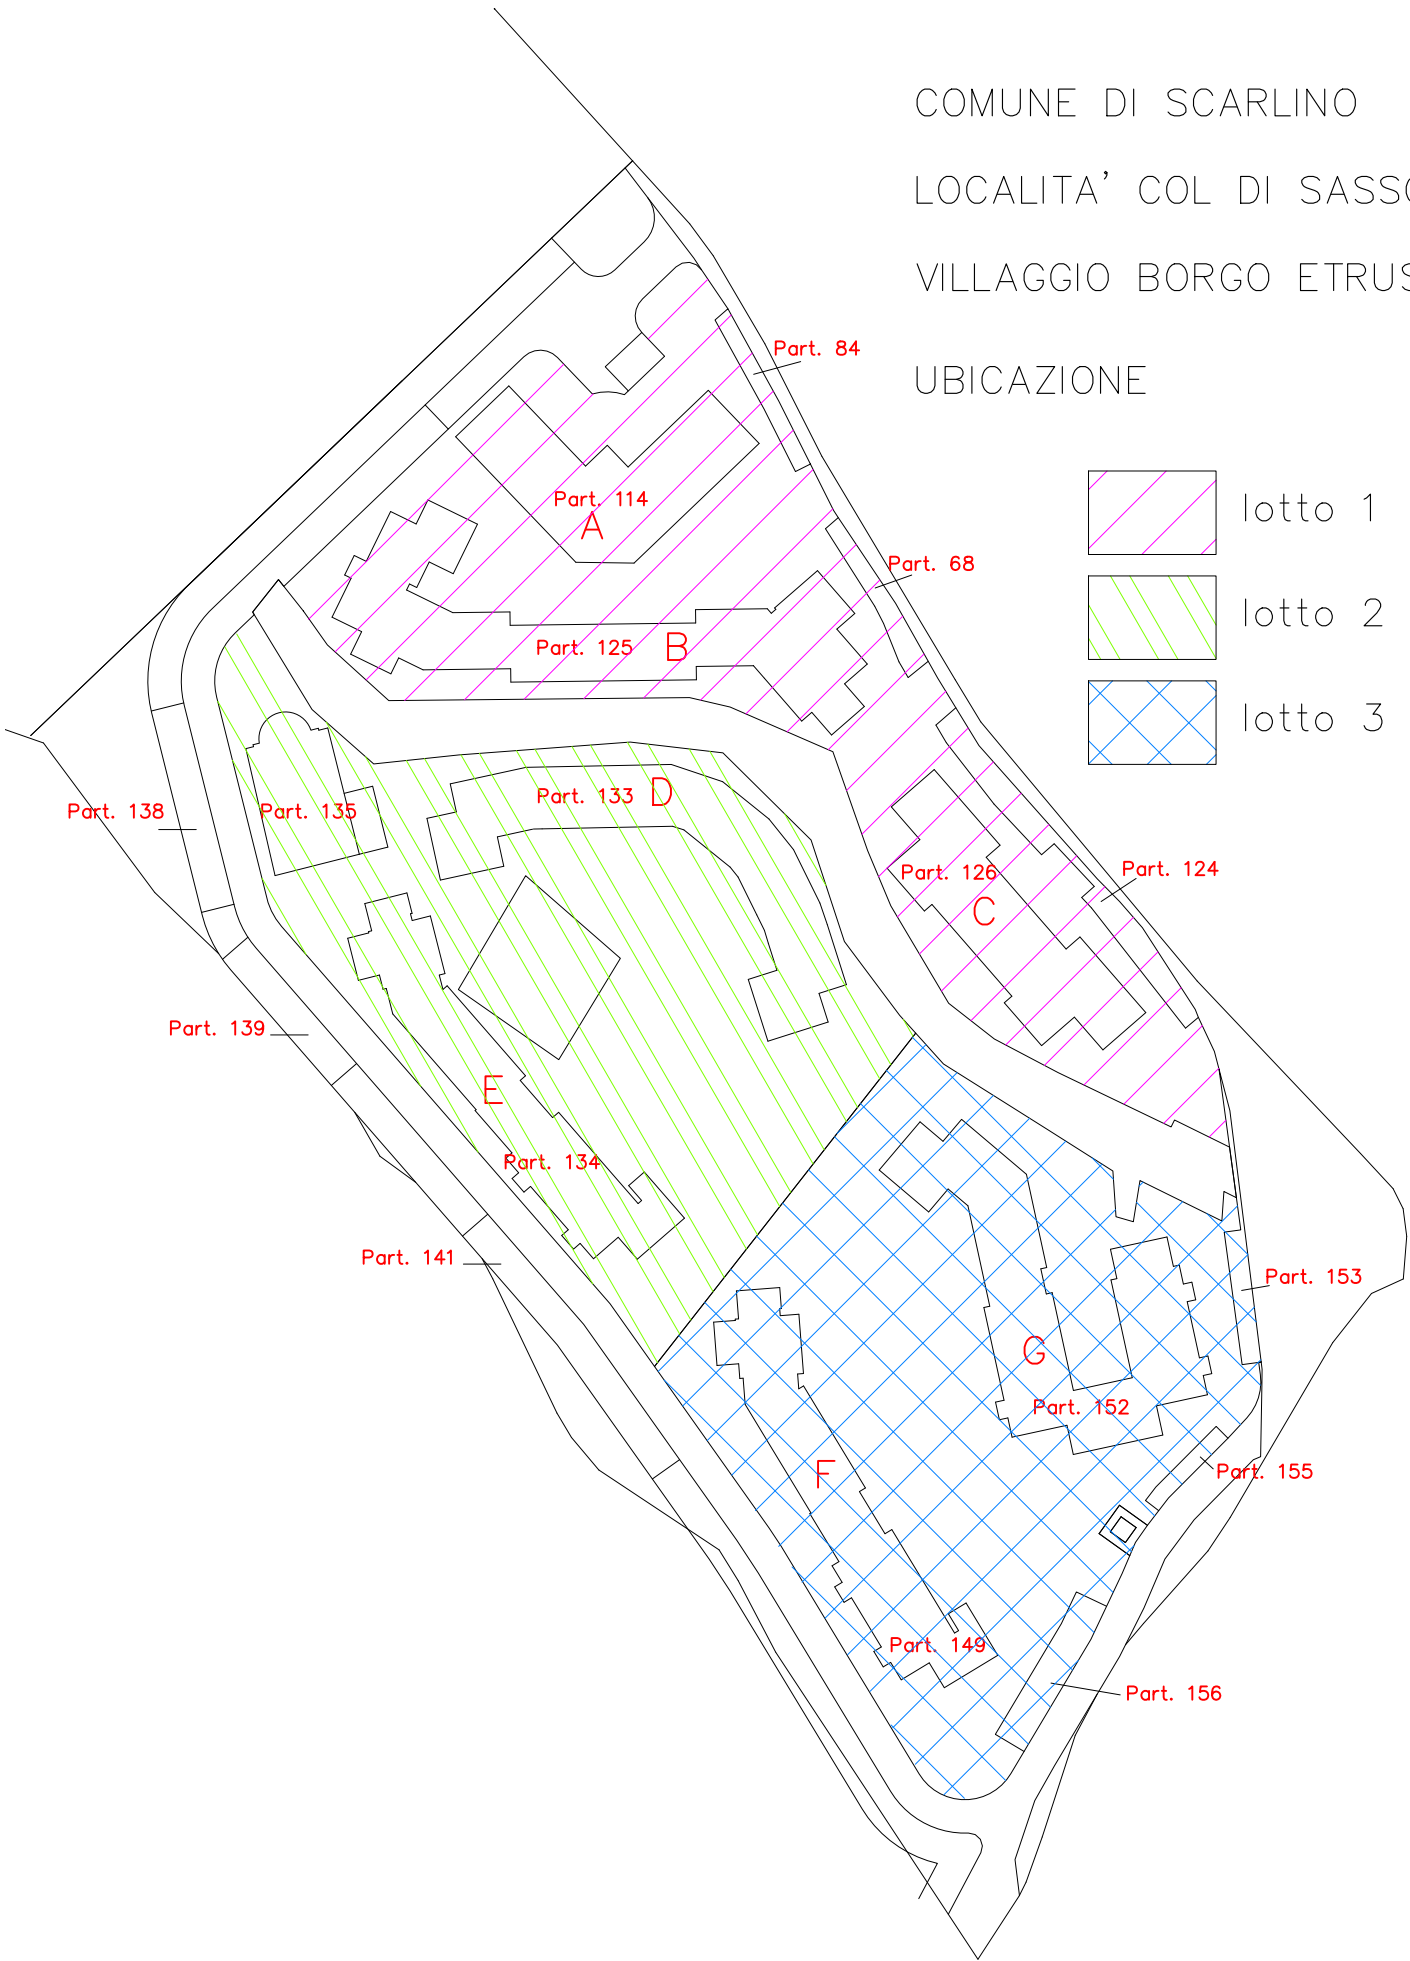 COMUNE DI SCARLINO
LOCALITA' COL DI
VILLAGGIO BORGO
UBICAZIONE
lotto 1
lotto 2
lotto 3
Part. 84
Part. 114
A
Part. 68
Part. 125 B
Part. 133 D
Part. 138
Part. 135
Part. 126
Part. 124
C
Part. 139
E
Part. 134
Part. 141
Part. 153
G
Part. 152
F
Part. 155
Part. 149
Part. 156